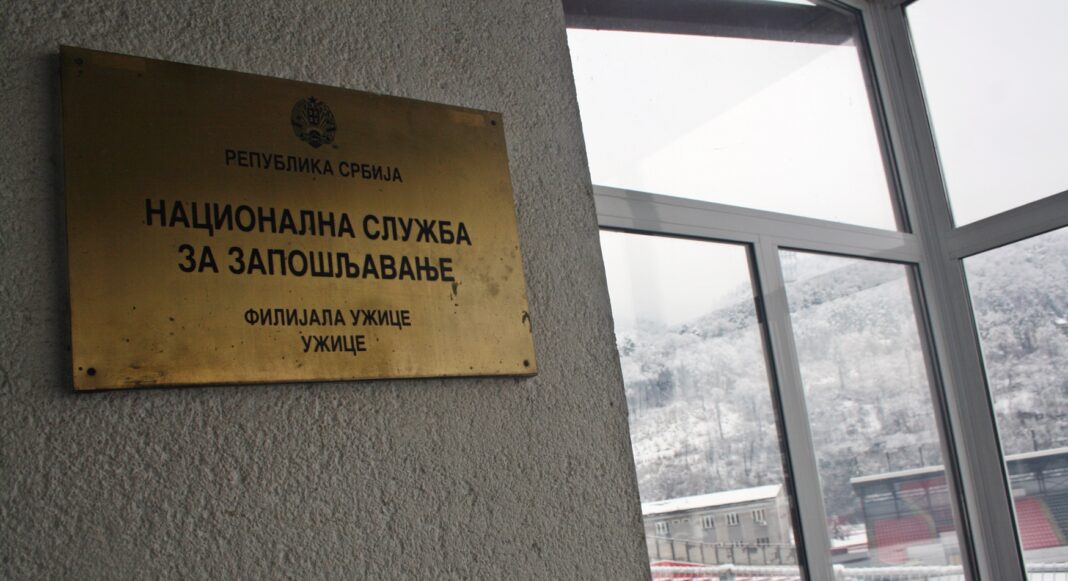 РЕПУБЛИКА СРБИЈА
НАЦИОНАЛНА СЛУЖБА
ЗА ЗАПОШЉАВАЊЕ
ФИЛИЈАЛА УЖИЦЕ
УЖИЦЕ